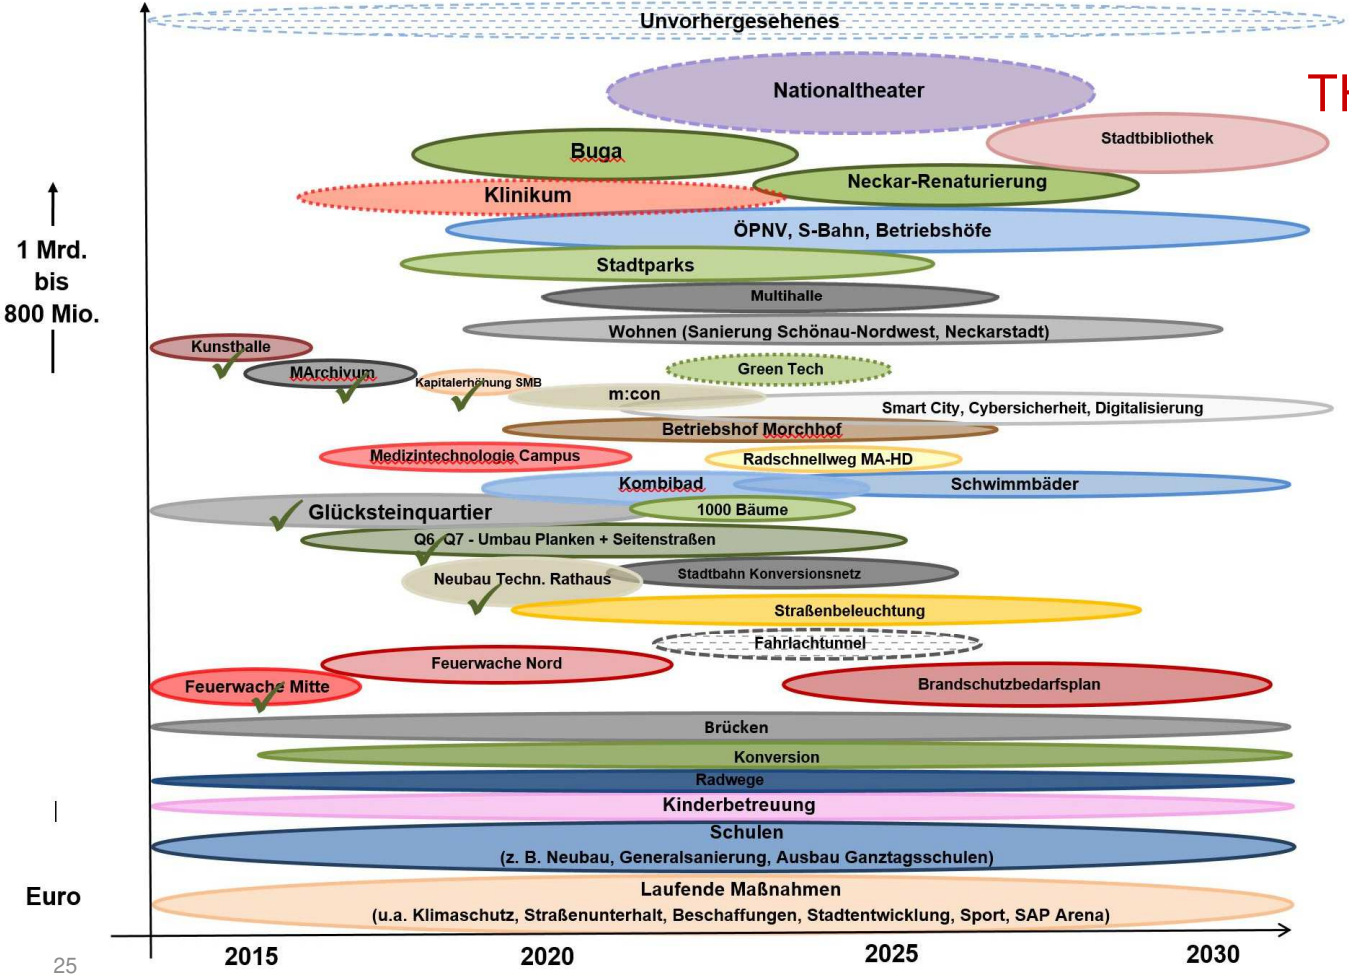 Unvorhergesehenes
Nationaltheater
TH
Stadtbibliothek
Buga
Neckar-Renaturierung
Klinikum
ÖPNV, S-Bahn, Betriebshöfe
1 Mrd.
bis
800 Mio.
Stadtparks
Multihalle
Wohnen (Sanierung Schönau-Nordwest, Neckarstadt)
Kunsthalle
MArchivum
Green Tech
Kapitalerhöhung SMB
m:con
Smart City, Cybersicherheit, Digitalisierung
Betriebshof Morchhof
Medizintechnologie Campus
Radschnellweg MA-HD
Kombibad
Schwimmbäder
Glücksteinquartier
1000 Bäume
Q6, Q7 - Umbau Planken + Seitenstraßen
Neubau Techn. Rathaus
Stadtbahn Konversionsnetz
Straßenbeleuchtung
Fahrlachtunnel
Feuerwache Nord
Feuerwache Mitte
Brandschutzbedarfsplan
Brücken
Konversion
Radwege
Kinderbetreuung
Schulen
(z. B. Neubau, Generalsanierung, Ausbau Ganztagsschulen)
Euro
Laufende Maßnahmen
(u.a. Klimaschutz, Straßenunterhalt, Beschaffungen, Stadtentwicklung, Sport, SAP Arena)
2015 2020 2025 2030
25